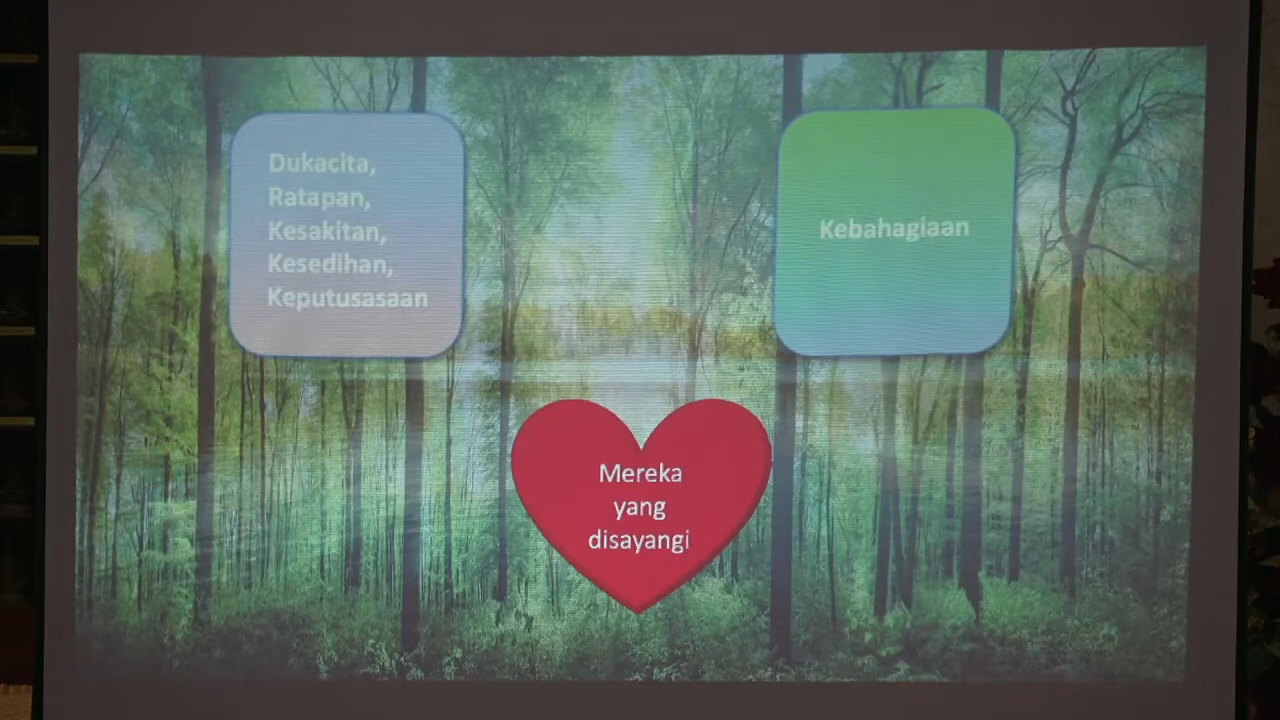 Dukacita,
Ratapan,
Kesakitan,
Kesedihan,
Keputusasaan
Kebahagiaan
Mereka
yang
disayangi